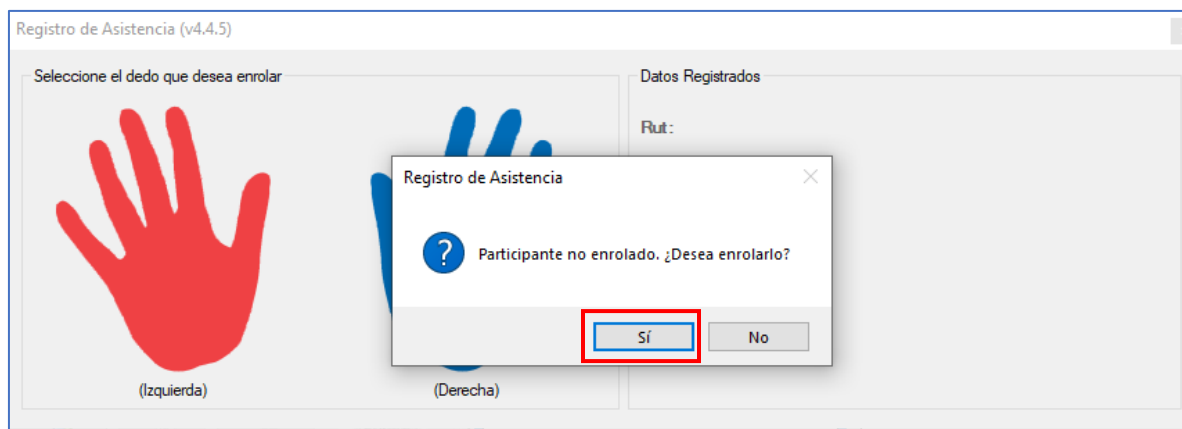 Registro de Asistencia (v4.4.5)
Seleccione el dedo que desea enrolar
Datos Registrados
Rut:
Registro de Asistencia
Participante no enrolado. ¿Desea enrolarlo?
Sí
No
(Izquierda)
(Derecha)